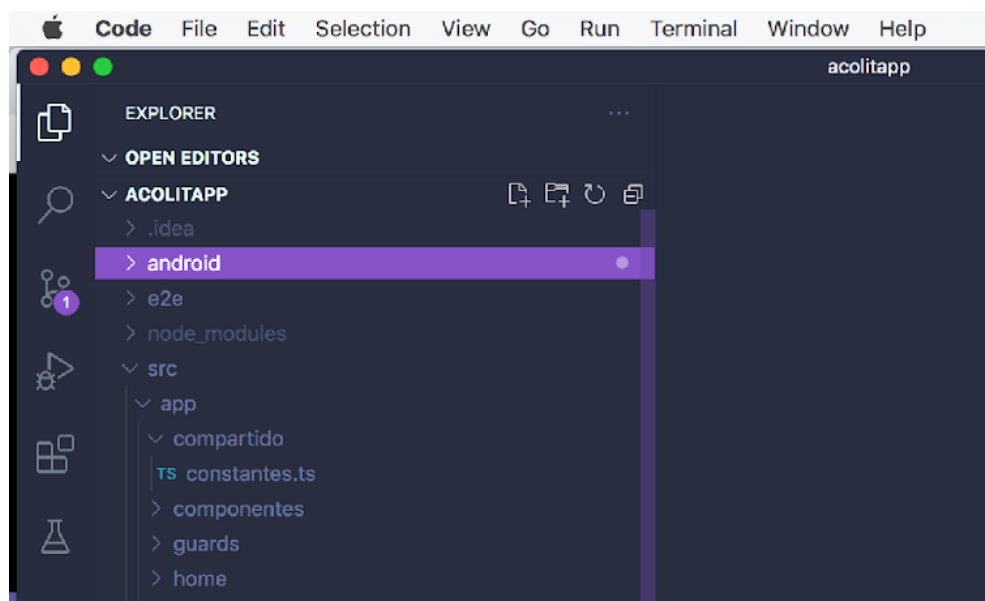 Code File Edit Selection View Go Run Terminal Window Help
acolitapp
EXPLORER
OPEN EDITORS
ACOLITAPP
.idea
android
e2e
1
node_modules
src
app
compartido
TS constantes.ts
componentes
guards
home